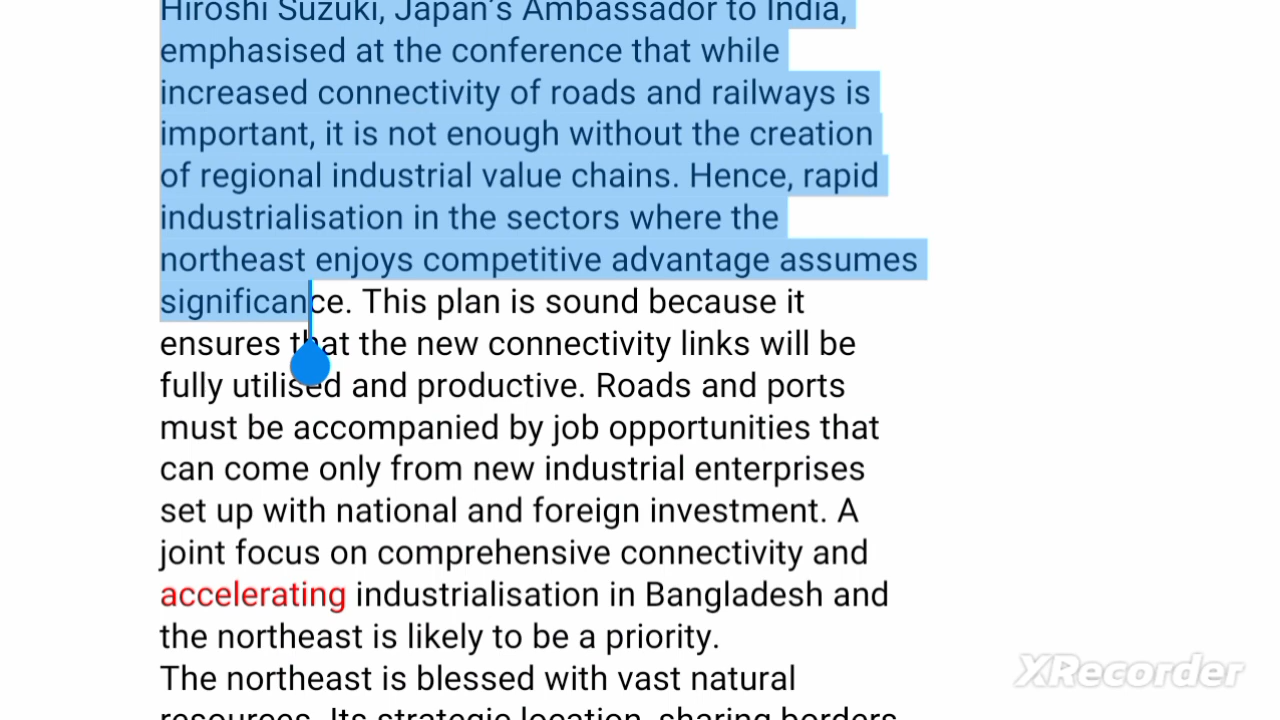 Hiroshi Suzuki, Japan's Ambassador to India,
emphasised at the conference that while
increased connectivity of roads and railways is
important, it is not enough without the creation
of regional industrial value chains. Hence, rapid
industrialisation in the sectors where the
northeast enjoys competitive advantage assumes
significance. This plan is sound because it
ensures that the new connectivity links will be
fully utilised and productive. Roads and ports
must be accompanied by job opportunities that
can come only from new industrial enterprises
set up with national and foreign investment. A
joint focus on comprehensive connectivity and
accelerating industrialisation in Bangladesh and
the northeast is likely to be a priority.
The northeast is blessed with vast natural
resources. Its strategic location, sharing borders
XRecorder